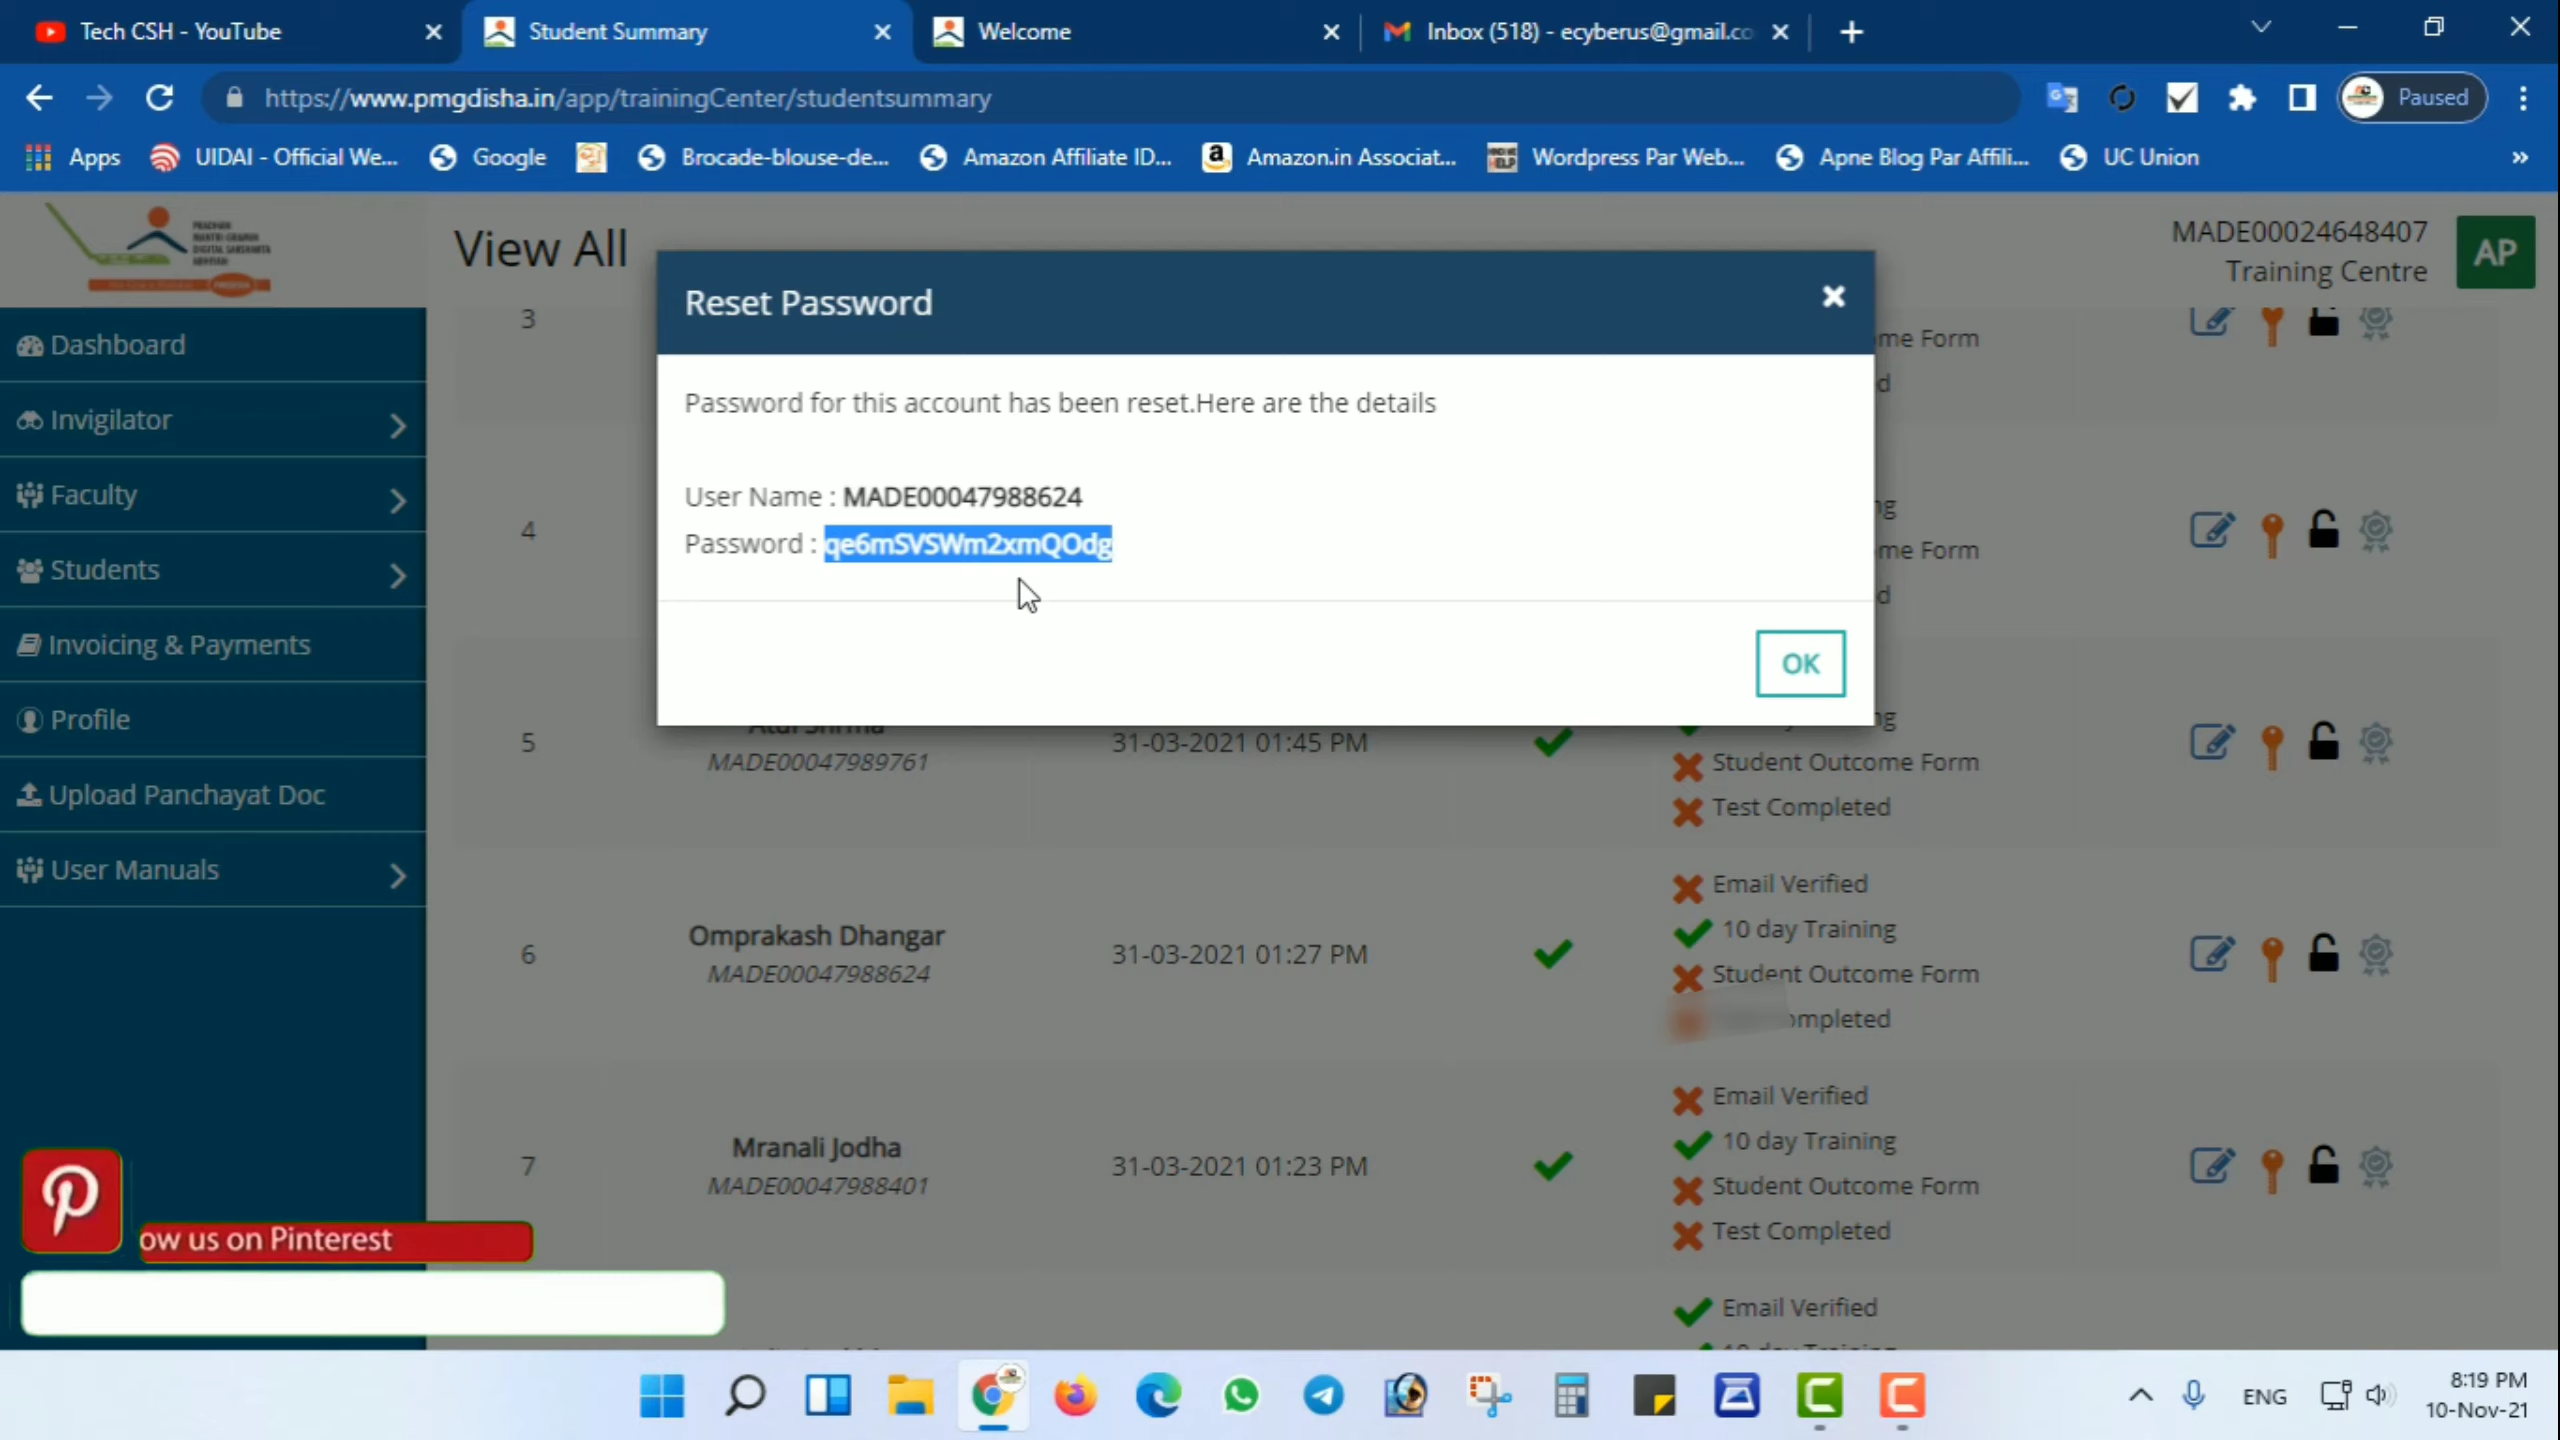 Tech CSH - YouTube
Student Summary
Welcome
Inbox (518) - ecyberus@gmail.co
https://www.pmgdisha.in/app/trainingCenter/studentsummary
Paused
Apps
UIDAI - Official We...
Google
Brocade-blouse-de...
Amazon Affiliate ID...
Amazon.in Associat...
Wordpress Par Web...
Apne Blog Par Affili...
UC Union
»
View All
MADE00024648407
Training Centre
AP
Dashboard
Invigilator
Faculty
Students
Invoicing & Payments
Profile
Upload Panchayat Doc
User Manuals
Reset Password
Password for this account has been reset.Here are the details
User Name : MADE00047988624
Password : qe6mSVSWm2xmQOdg
OK
3
me Form
d
4
ng
me Form
d
5
MADE00047989761
31-03-2021 01:45 PM
ng
Student Outcome Form
Test Completed
6
Omprakash Dhangar
MADE00047988624
31-03-2021 01:27 PM
Email Verified
10 day Training
Student Outcome Form
ompleted
7
Mranali Jodha
MADE00047988401
31-03-2021 01:23 PM
Email Verified
10 day Training
Student Outcome Form
Test Completed
Email Verified
ow us on Pinterest
ENG
8:19 PM
10-Nov-21